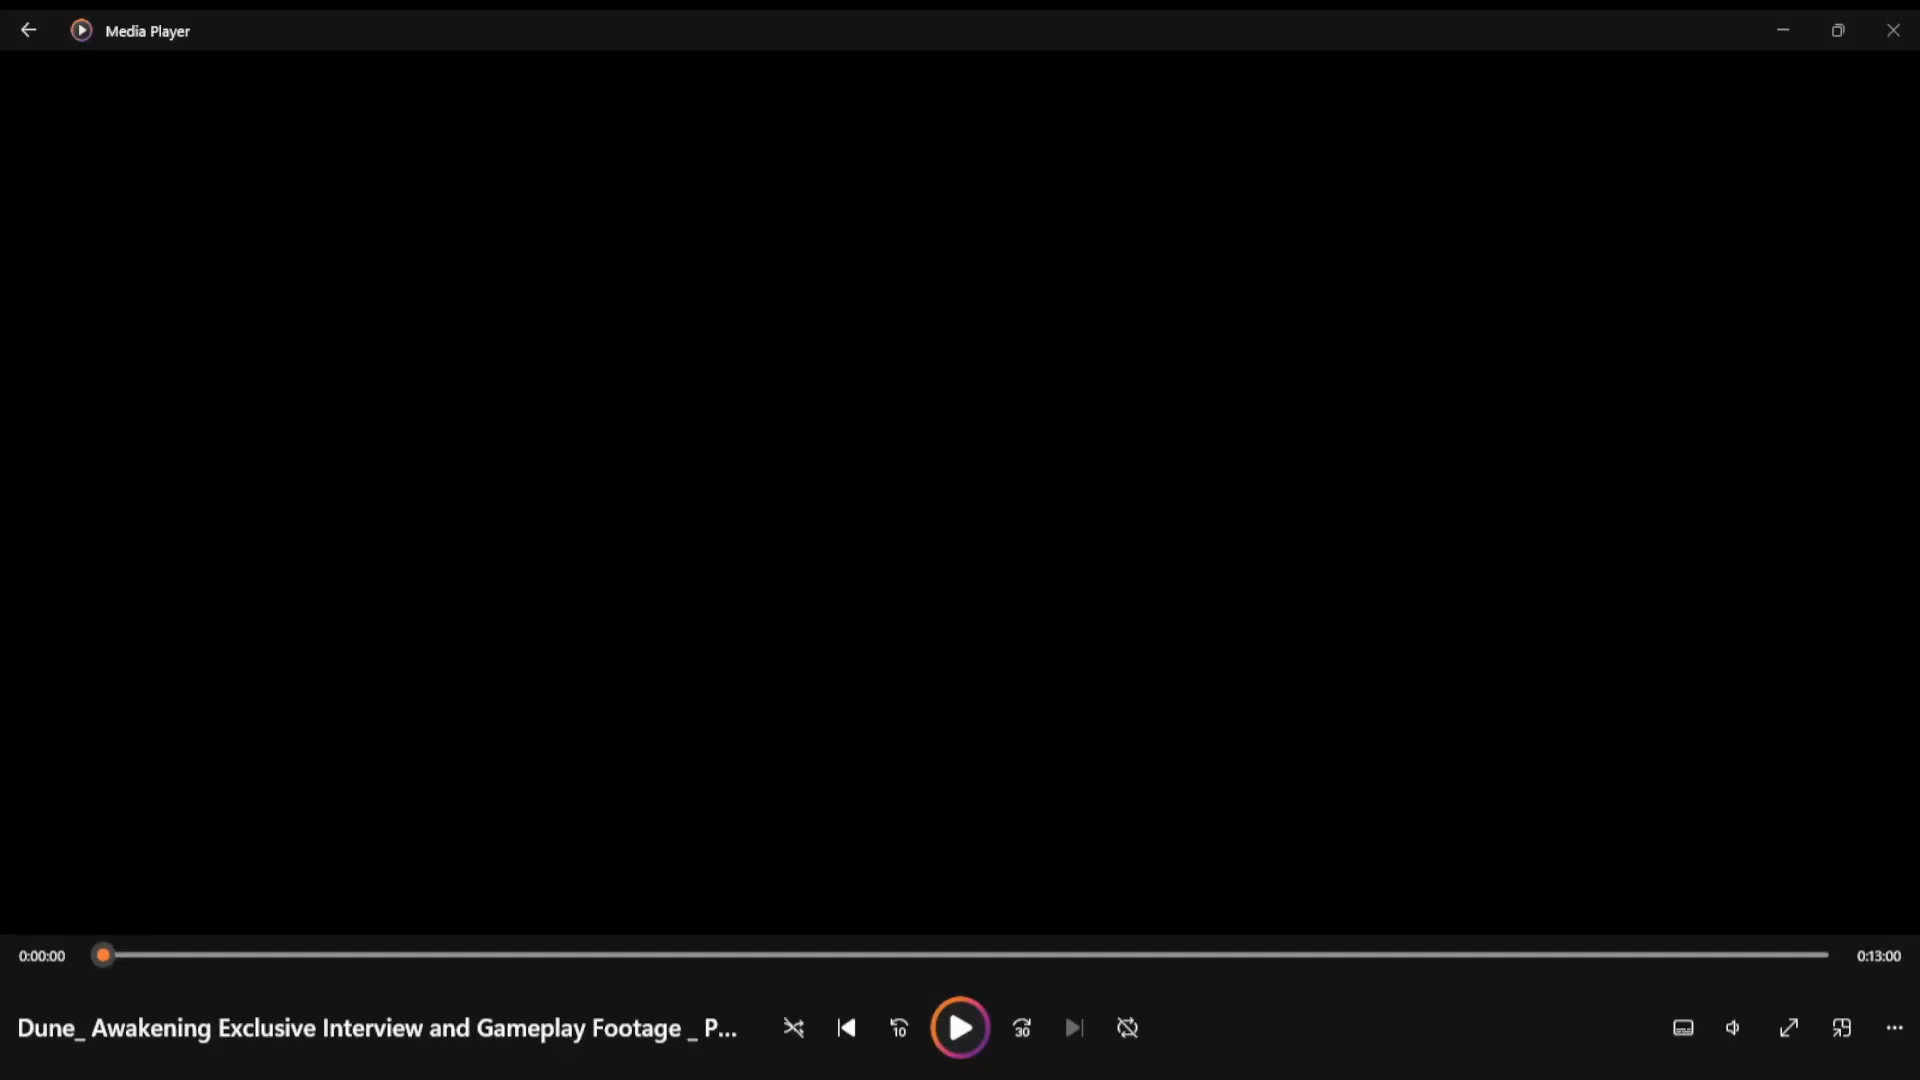 Media Player
0:00:00
0:13:00
Dune_ Awakening Exclusive Interview and Gameplay Footage _ P...
10
30